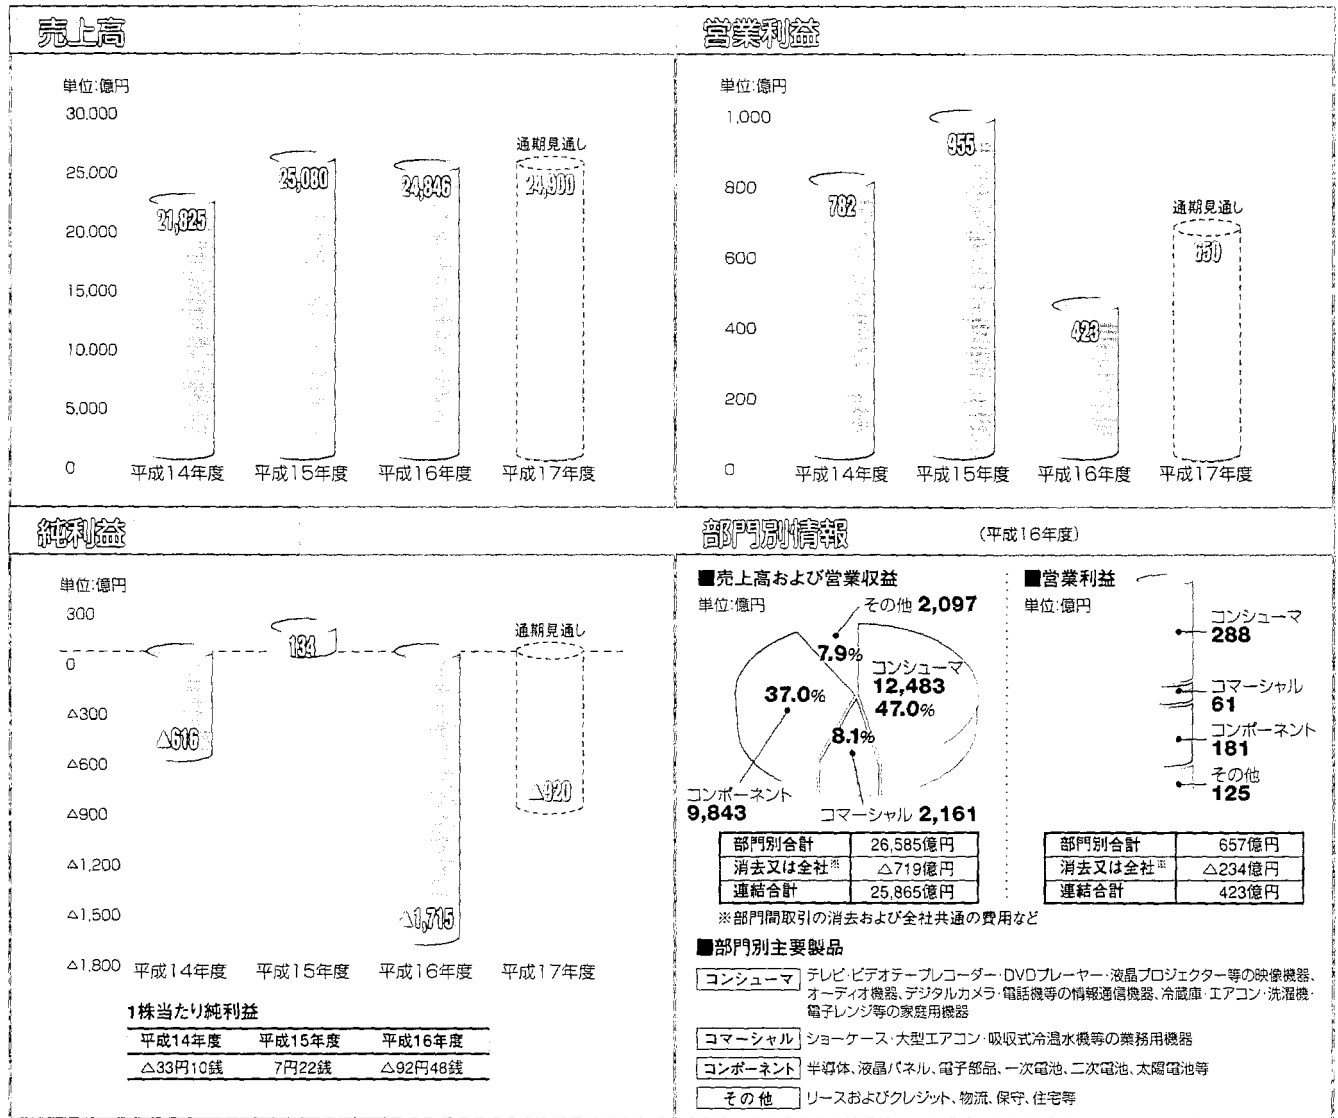 売上高
単位:億円
30.000
25.000
20.000
15,000
10.000
5,000
0
21,825
25,080
24,846
通期見通し
24,900
平成14年度 平成15年度 平成16年度 平成17年度
営業利益
単位:億円
1,000
800
600
400
200
0
782
955
423
通期見通し
650
平成14年度 平成15年度 平成16年度 平成17年度
純利益
単位:億円
300
0
△300
△600
△900
△1,200
△1,500
△1.800
△616
134
△1,715
通期見通し
△920
平成14年度 平成15年度 平成16年度 平成17年度
1株当たり純利益
平成14年度 平成15年度 平成16年度
△33円10銭 7円22銭 △92円48銭
部門別情報 (平成16年度)
■売上高および営業収益
単位:億円
その他 2,097
7.9%
コンシューマ
12,483
47.0%
37.0%
8.1%
コンポーネント
9,843
コマーシャル 2,161
部門別合計 26,585億円
消去又は全社※ △719億円
連結合計 25,865億円
■営業利益
単位:億円
コンシューマ
288
コマーシャル
61
コンポーネント
181
その他
125
部門別合計 657億円
消去又は全社※ △234億円
連結合計 423億円
※部門間取引の消去および全社共通の費用など
■部門別主要製品
コンシューマ テレビ・ビデオテープレコーダー・DVDプレーヤー・液晶プロジェクター等の映像機器、
オーディオ機器、デジタルカメラ・電話機等の情報通信機器、冷蔵庫・エアコン・洗濯機・
電子レンジ等の家庭用機器
コマーシャル ショーケース・大型エアコン・吸収式冷温水機等の業務用機器
コンポーネント 半導体、液晶パネル、電子部品、一次電池、二次電池、太陽電池等
その他 リースおよびクレジット、物流、保守、住宅等